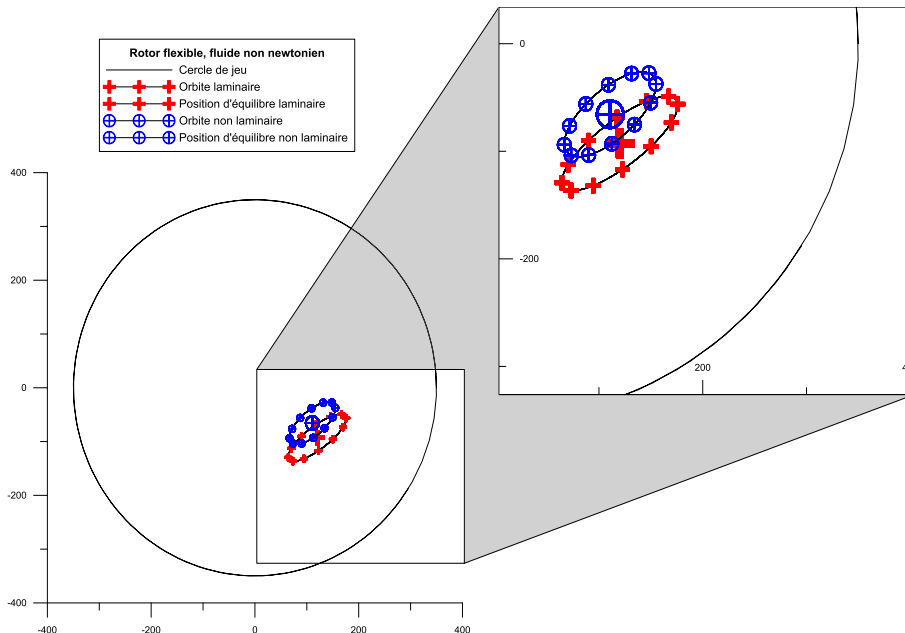 Rotor flexible, fluide non newtonien
Cercle de jeu
Orbite laminaire
Position d'équilibre laminaire
Orbite non laminaire
Position d'équilibre non laminaire
0
-200
200
400
200
0
-200
-400
-400
-200
0
200
400